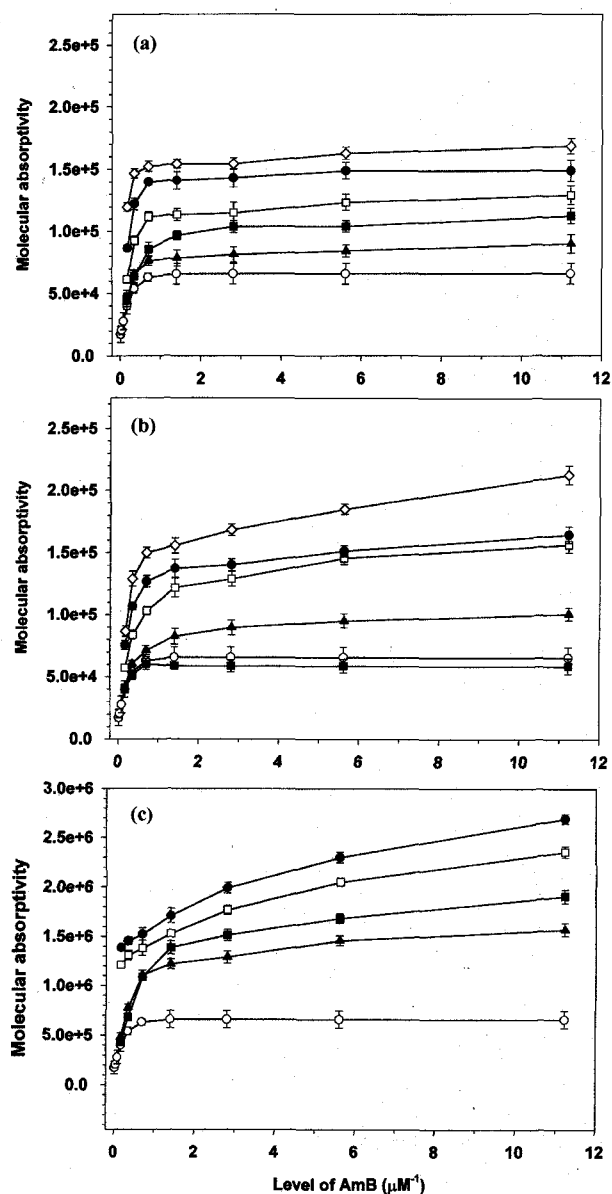 (a)
2.5e+5
2.0e+5
1.5e+5
1.0e+5
5.0e+4
0.0
Molecular absorptivity
0 2 4 6 8 10 12
(b)
2.5e+5
2.0e+5
1.5e+5
1.0e+5
5.0e+4
0.0
Molecular absorptivity
0 2 4 6 8 10 12
(c)
3.0e+6
2.5e+6
2.0e+6
1.5e+6
1.0e+6
5.0e+5
0.0
Molecular absorptivity
0 2 4 6 8 10 12
Level of AmB (μM⁻¹)